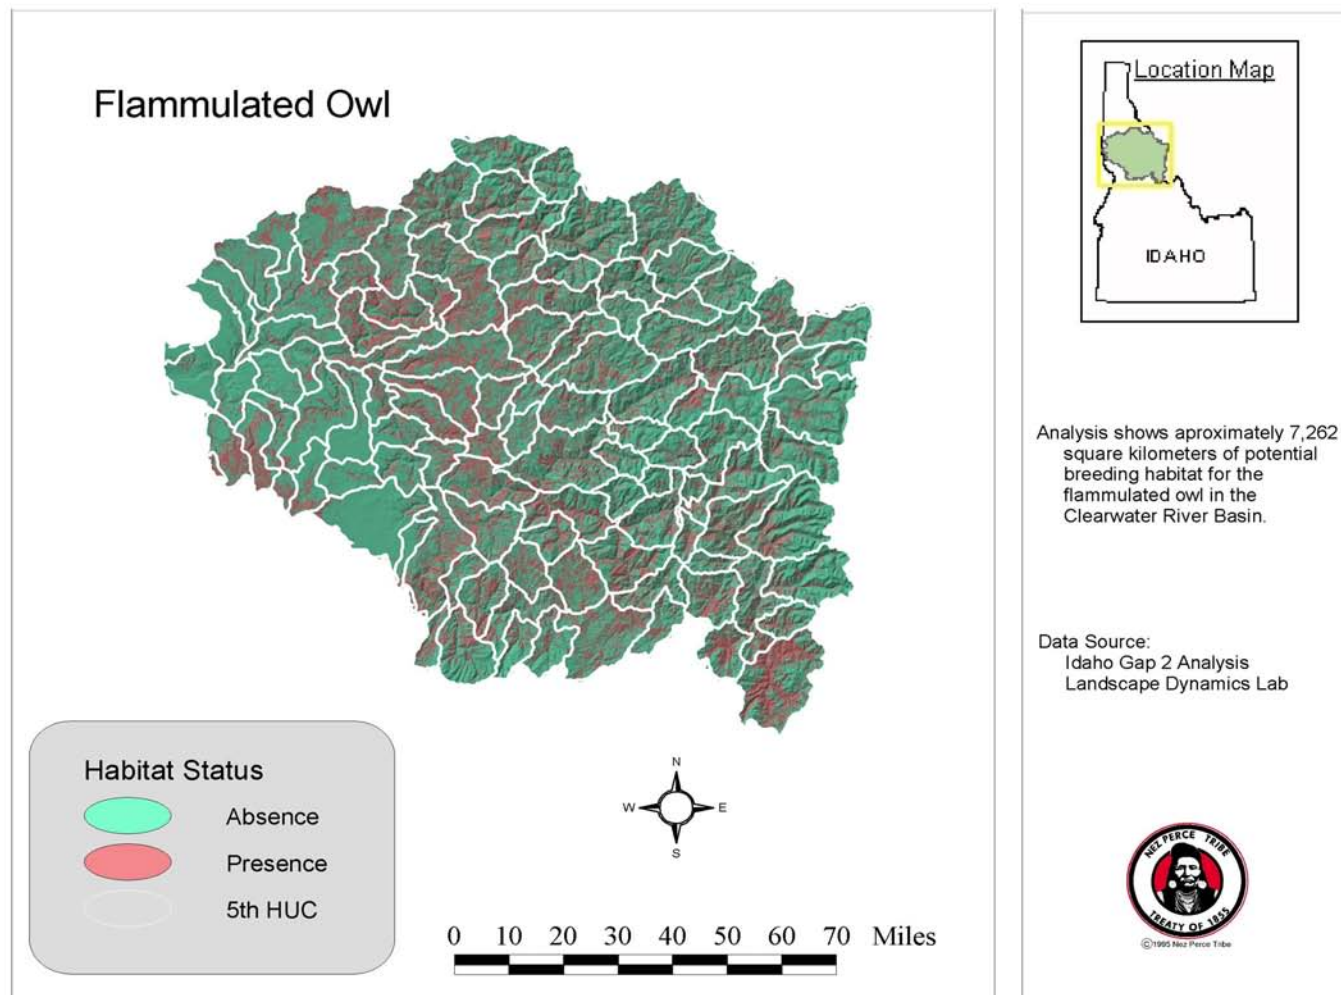 Flammulated Owl
Location Map
IDAHO
Analysis shows aproximately 7,262
square kilometers of potential
breeding habitat for the
flammulated owl in the
Clearwater River Basin.
Data Source:
Idaho Gap 2 Analysis
Landscape Dynamics Lab
Habitat Status
Absence
Presence
5th HUC
N
W E
S
0 10 20 30 40 50 60 70 Miles
NEZ PERCE TRIBE
TREATY OF 1855
©1995 Nez Perce Tribe